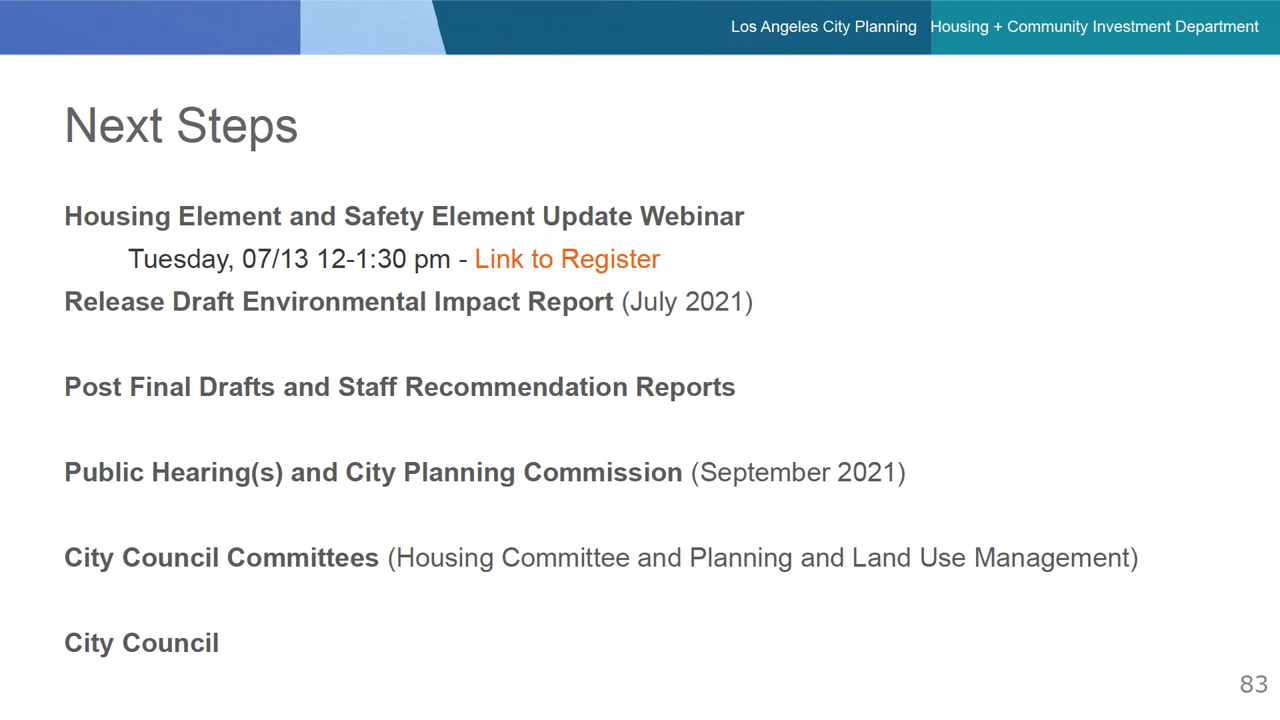 Los Angeles City Planning Housing + Community Investment Department
Next Steps
Housing Element and Safety Element Update Webinar
Tuesday, 07/13 12-1:30 pm - Link to Register
Release Draft Environmental Impact Report (July 2021)
Post Final Drafts and Staff Recommendation Reports
Public Hearing(s) and City Planning Commission (September 2021)
City Council Committees (Housing Committee and Planning and Land Use Management)
City Council
83